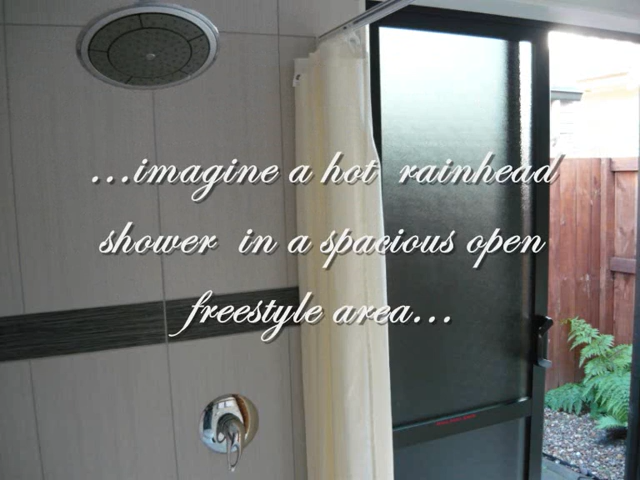 ...imagine a hot rainhead
shower in a spacious open
freestyle area...